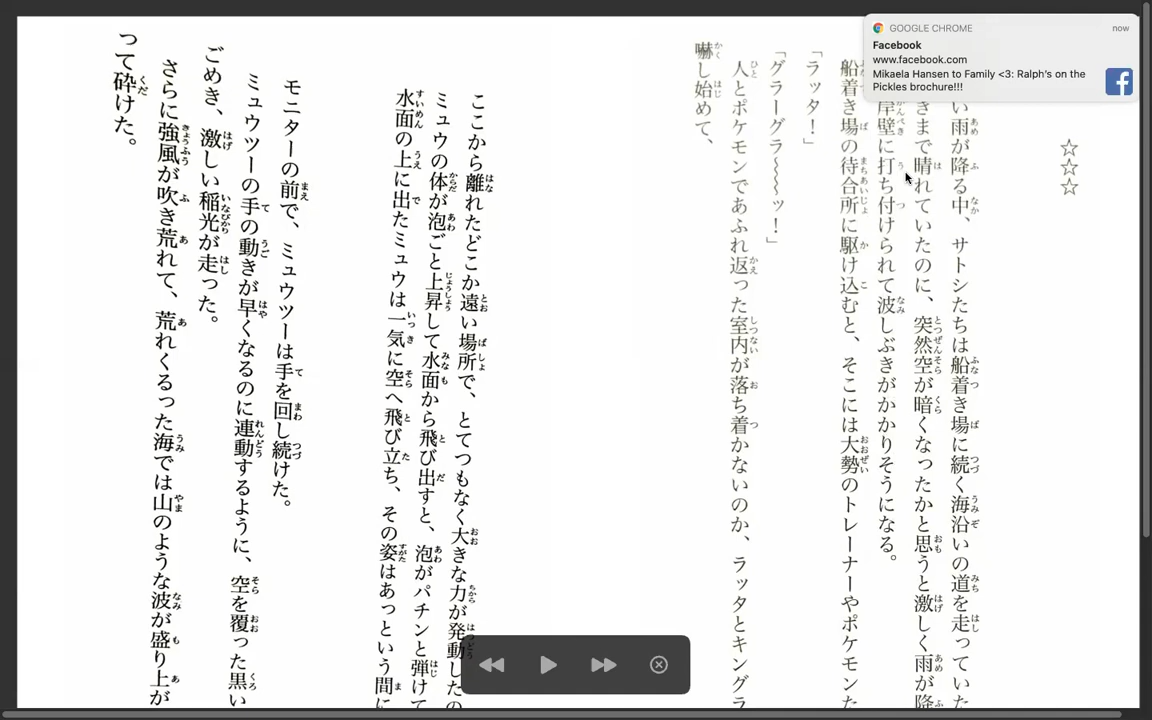 GOOGLE CHROME
now
Facebook
www.facebook.com
Mikaela Hansen to Family <3: Ralph's on the
Pickles brochure!!!
☆☆☆
い雨が降る中、サトシたちは船着き場に続く海沿いの道を走っていた
きまで晴れていたのに、突然空が暗くなったかと思うと激しく雨が降
岸壁に打ち付けられて波しぶきがかかりそうになる。
船着き場の待合所に駆け込むと、そこには大勢のトレーナーやポケモンた
「ラッタ！」
「グラーグラ〜〜〜ッ！」
人とポケモンであふれ返った室内が落ち着かないのか、ラッタとキングラ
嚇し始めて、
ここから離れたどこか遠い場所で、とてつもなく大きな力が発動したの
ミュウの体が泡ごと上昇して水面から飛び出すと、泡がパチンと弾けて
水面の上に出たミュウは一気に空へ飛び立ち、その姿はあっという間に
モニターの前で、ミュウツーは手を回し続けた。
ミュウツーの手の動きが早くなるのに連動するように、空を覆った黒い
ごめき、激しい稲光が走った。
さらに強風が吹き荒れて、荒れくるった海では山のような波が盛り上が
って砕けた。